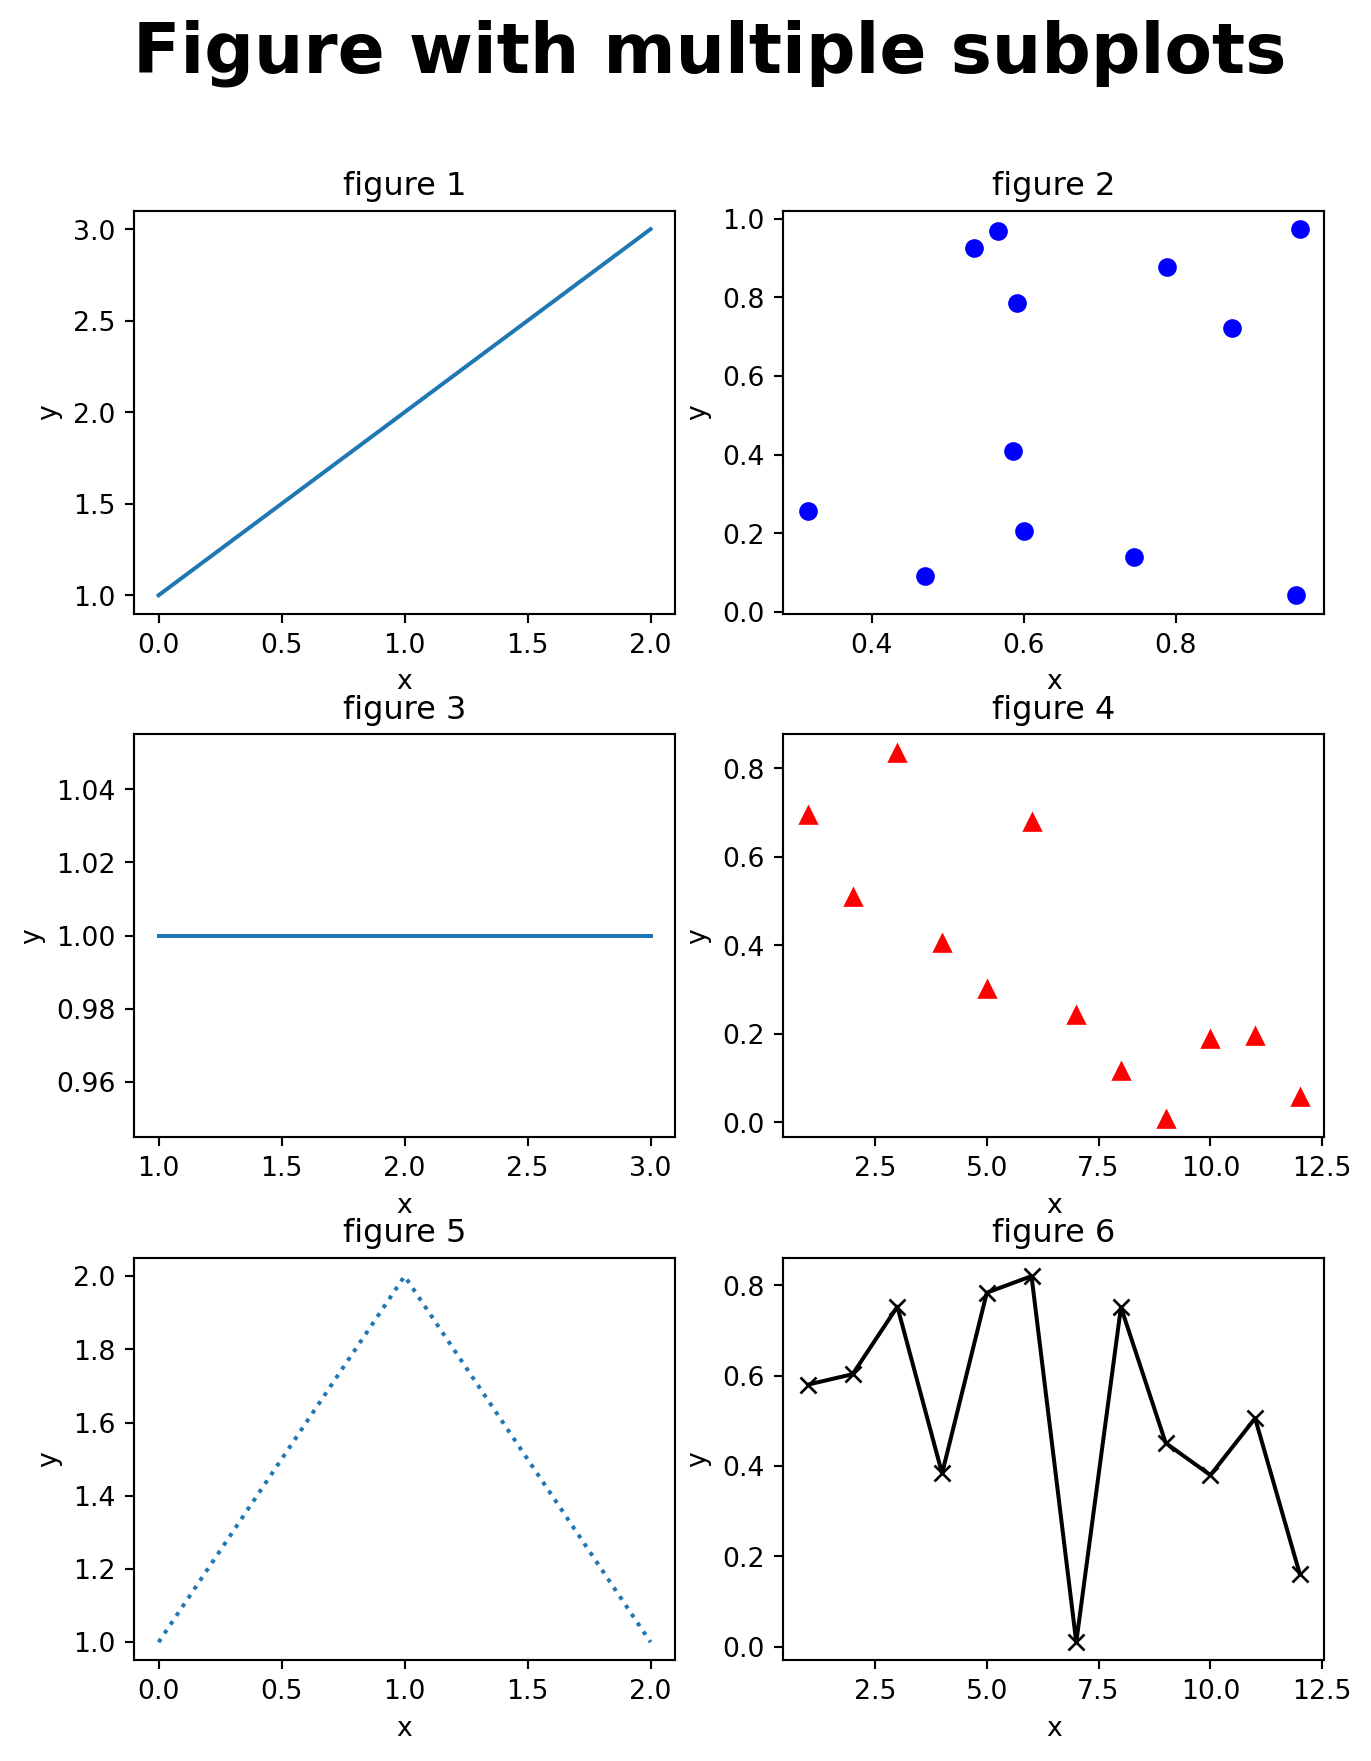 Figure with multiple subplots
figure 1
3.0
2.5
2.0
1.5
1.0
y
0.0 0.5 1.0 1.5 2.0
x
figure 2
1.0
0.8
0.6
0.4
0.2
0.0
y
0.4 0.6 0.8
x
figure 3
1.04
1.02
1.00
0.98
0.96
y
1.0 1.5 2.0 2.5 3.0
x
figure 4
0.8
0.6
0.4
0.2
0.0
y
2.5 5.0 7.5 10.0 12.5
x
figure 5
2.0
1.8
1.6
1.4
1.2
1.0
y
0.0 0.5 1.0 1.5 2.0
x
figure 6
0.8
0.6
0.4
0.2
0.0
y
2.5 5.0 7.5 10.0 12.5
x